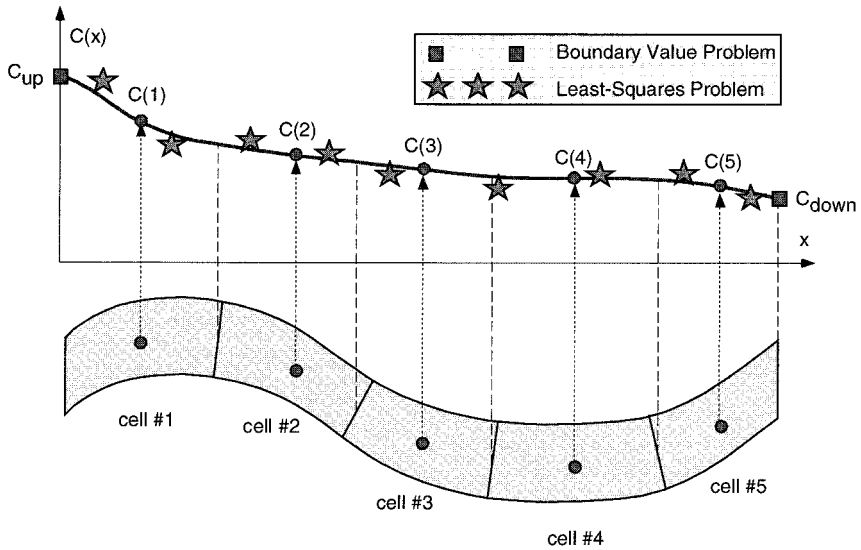 C(x)
Boundary Value Problem
Least-Squares Problem
C_up
C(1)
C(2)
C(3)
C(4)
C(5)
C_down
x
cell #1
cell #2
cell #3
cell #4
cell #5